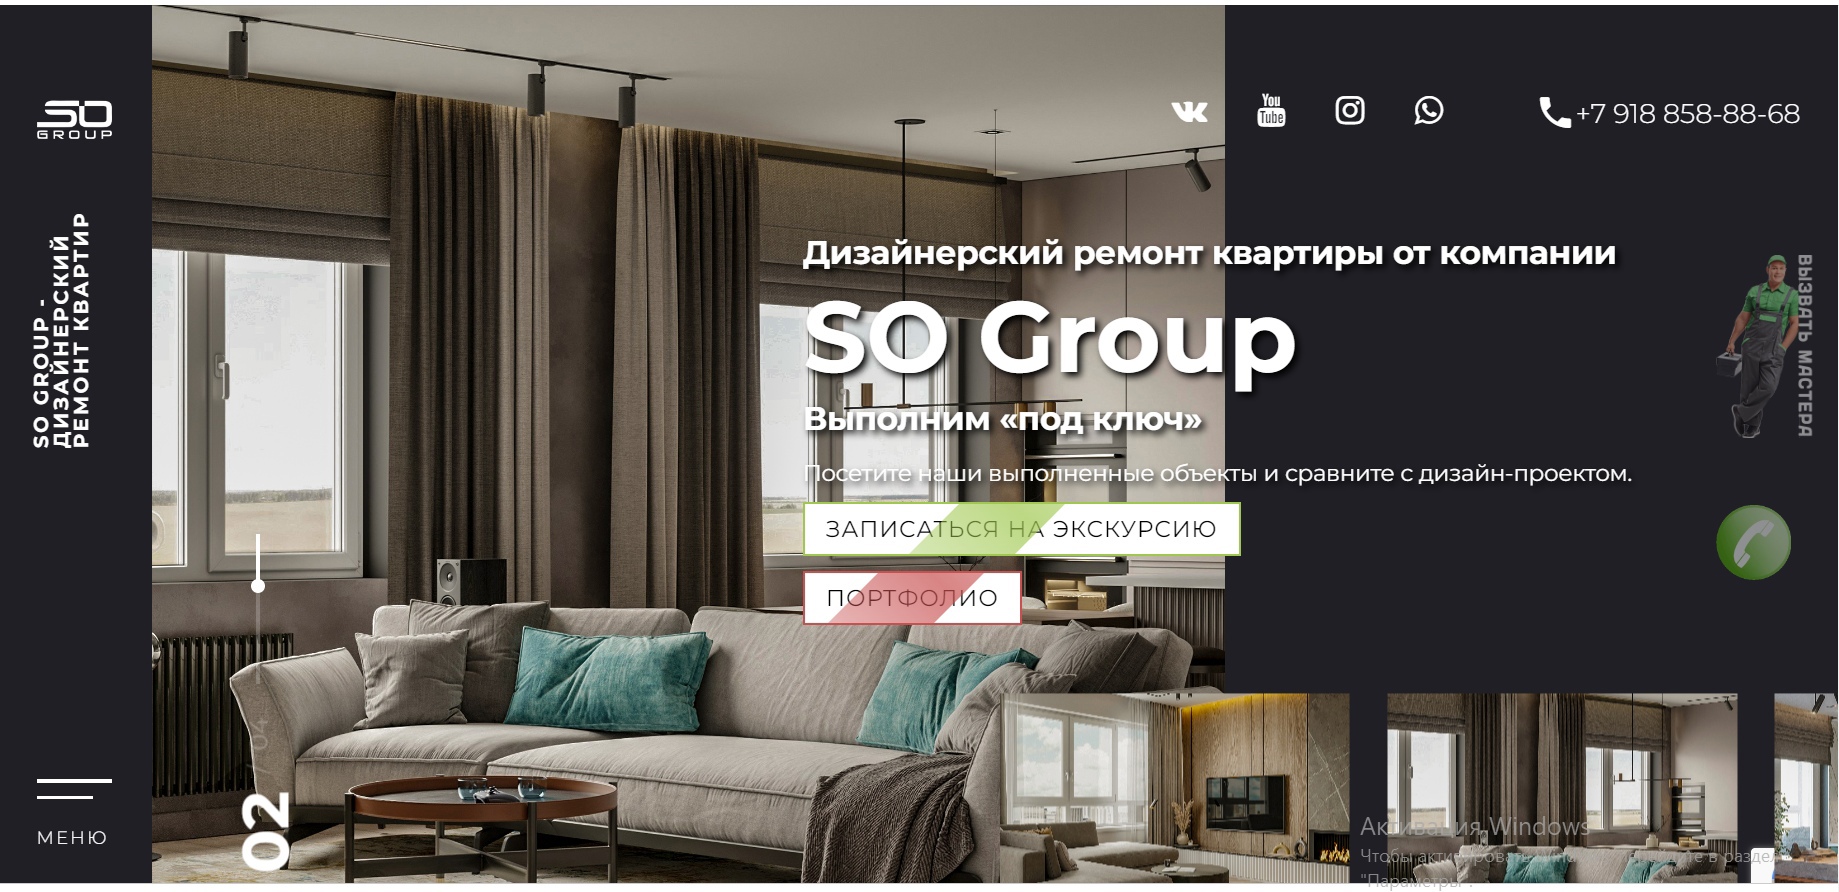 SO
GROUP
You
Tube
+7 918 858-88-68
SO GROUP -
ДИЗАЙНЕРСКИЙ
РЕМОНТ КВАРТИР
Дизайнерский ремонт квартиры от компании
SO Group
Выполним «под ключ»
Посетите наши выполненные объекты и сравните с дизайн-проектом.
ЗАПИСАТЬСЯ НА ЭКСКУРСИЮ
ПОРТФОЛИО
ВЫЗВАТЬ МАСТЕРА
04
02
МЕНЮ
Активация Windows
Чтобы активировать Windows, в раздел
"Параметры".